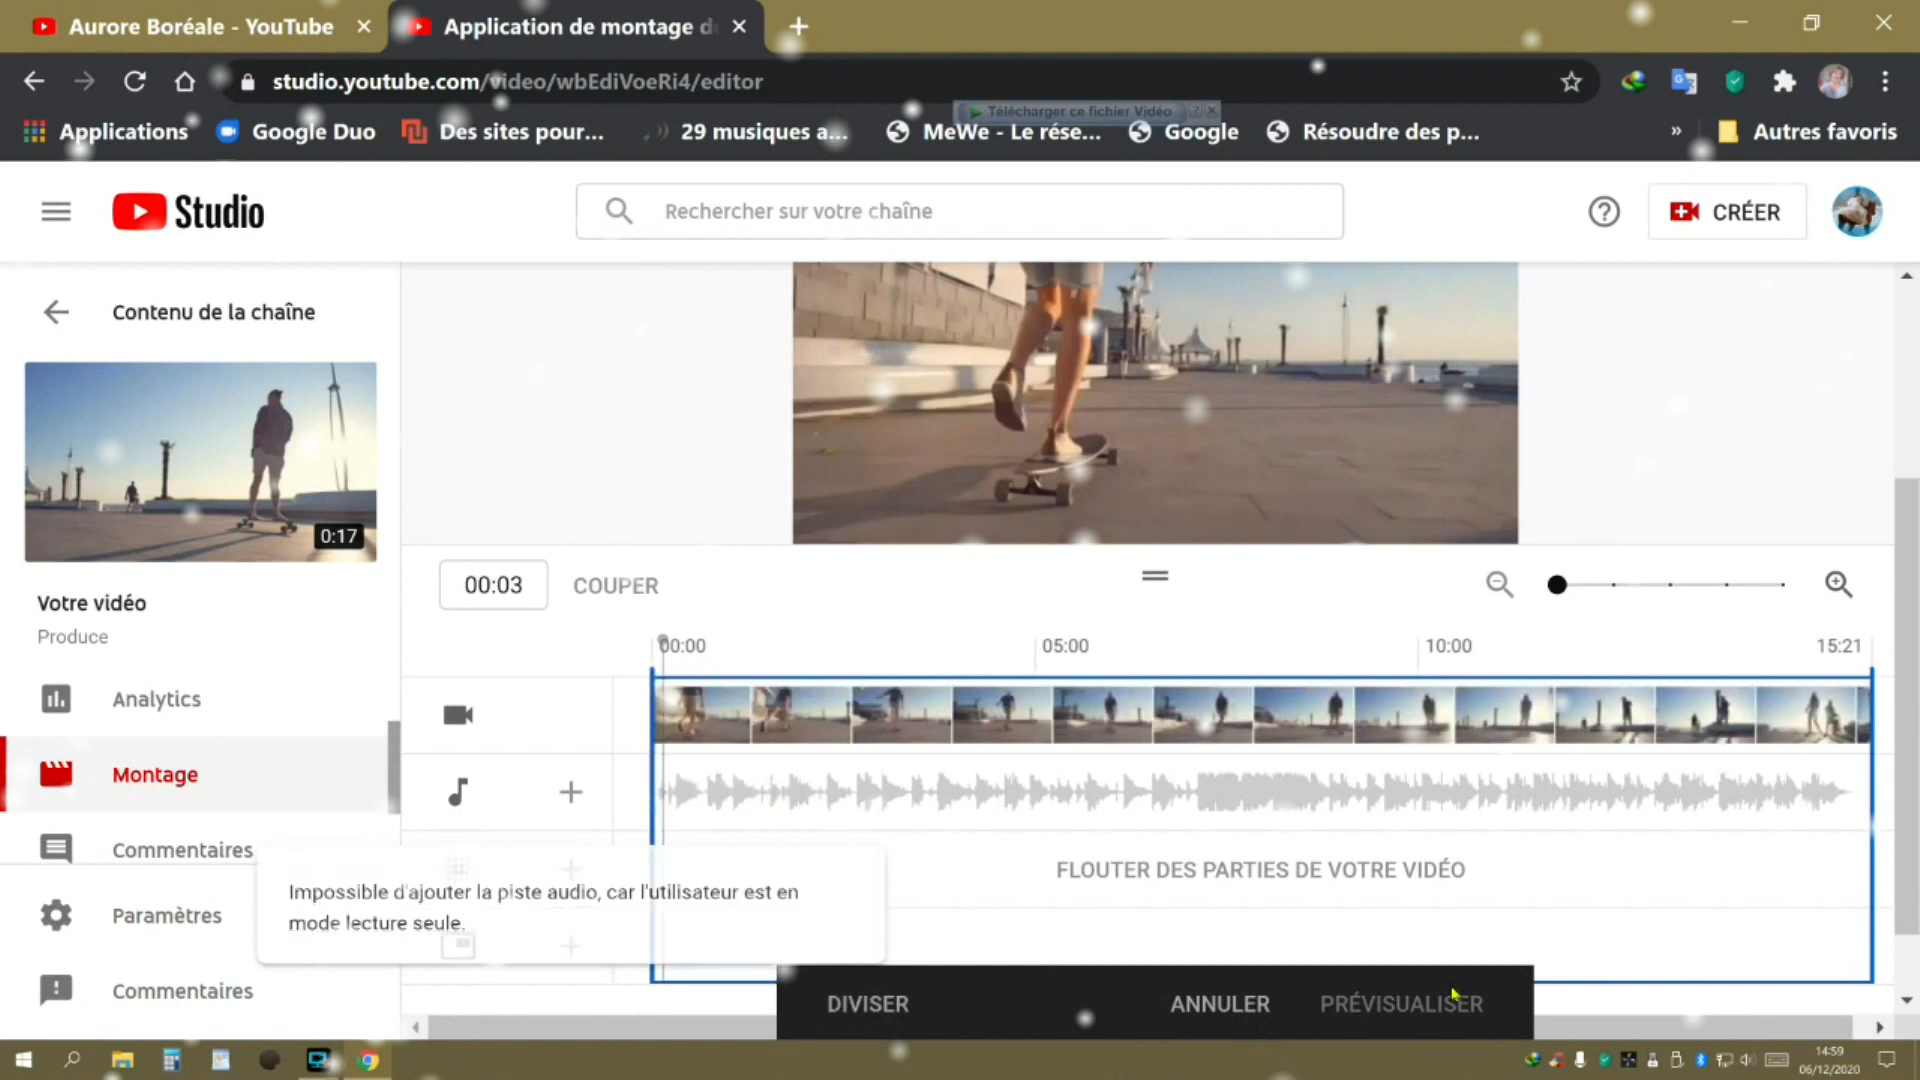 Aurore Boréale - YouTube
Application de montage d
studio.youtube.com/video/wbEdiVoeRi4/editor
Télécharger ce fichier Vidéo
Applications
Google Duo
Des sites pour...
29 musiques a...
MeWe - Le rése...
Google
Résoudre des p...
»
Autres favoris
Studio
Rechercher sur votre chaîne
CRÉER
Contenu de la chaîne
0:17
Votre vidéo
Produce
Analytics
Montage
Commentaires
Paramètres
Commentaires
00:03
COUPER
00:00
05:00
10:00
15:21
FLOUTER DES PARTIES DE VOTRE VIDÉO
Impossible d'ajouter la piste audio, car l'utilisateur est en
mode lecture seule.
DIVISER
ANNULER
PRÉVISUALISER
14:59
06/12/2020